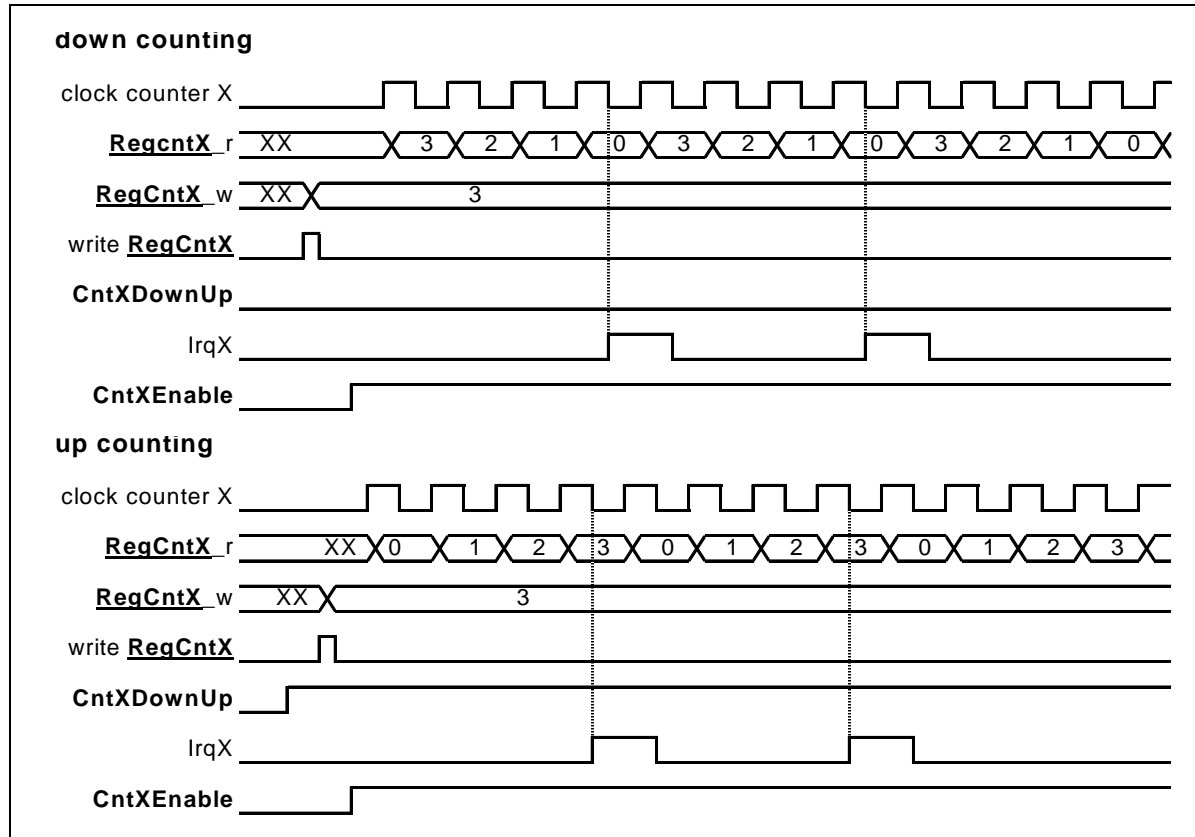 down counting
clock counter X
RegcntX_r XX 3 2 1 0 3 2 1 0 3 2 1 0
RegCntX_w XX 3
write RegCntX
CntXDownUp
IrqX
CntXEnable
up counting
clock counter X
RegCntX_r XX 0 1 2 3 0 1 2 3 0 1 2 3
RegCntX_w XX 3
write RegCntX
CntXDownUp
IrqX
CntXEnable